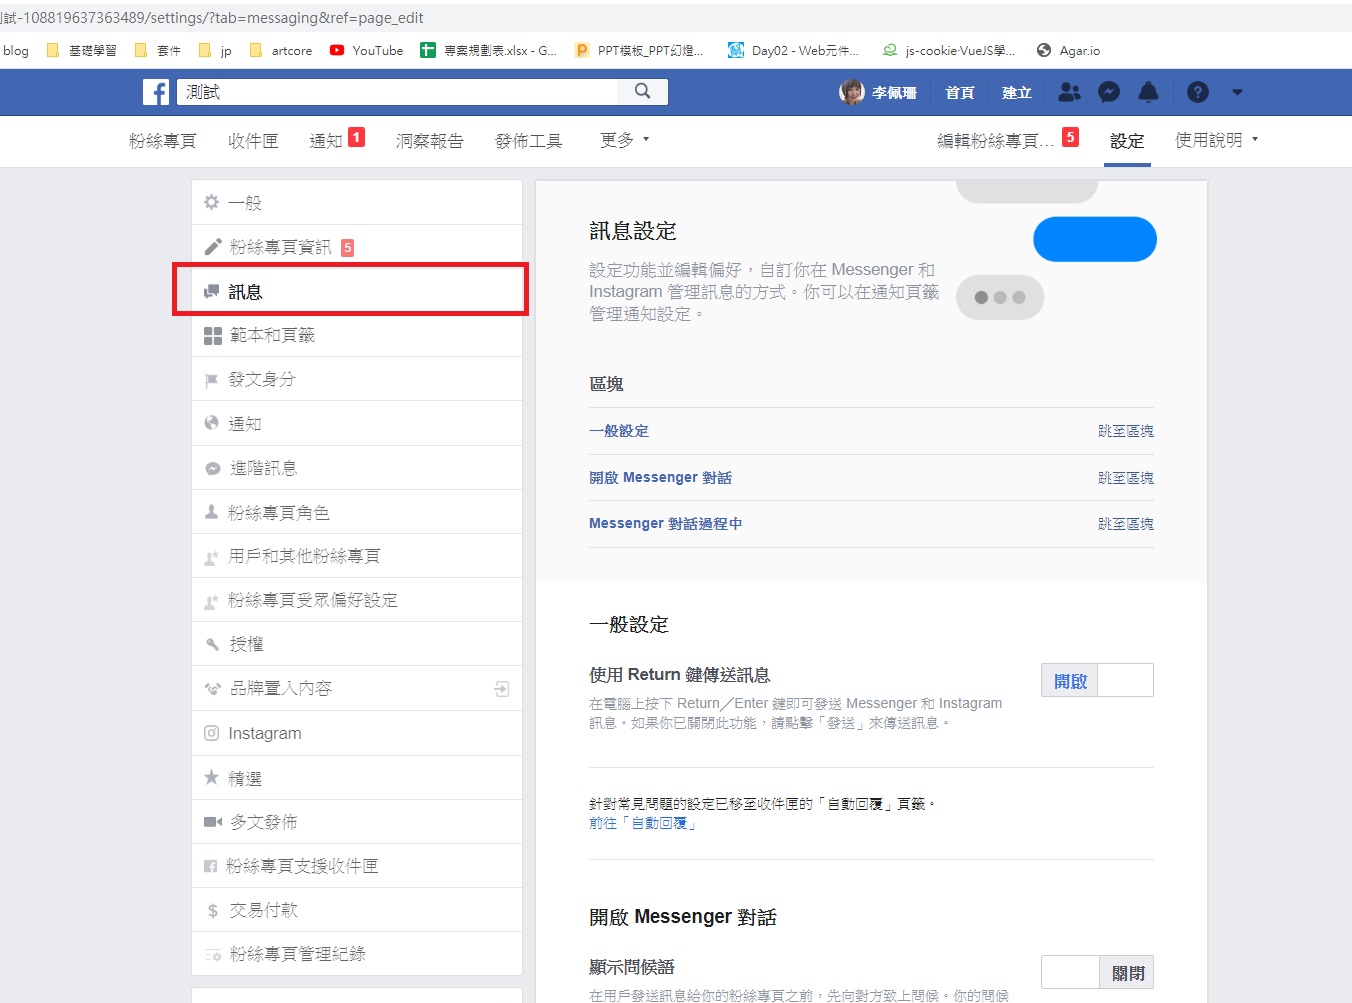 試-108819637363489/settings/?tab=messaging&ref=page_edit
blog 基礎學習 套件 jp artcore YouTube 專案規劃表.xlsx - G... PPT模板_PPT幻燈... Day02 - Web元件... js-cookie·VueJS學... Agar.io
測試 李佩珊 首頁 建立
粉絲專頁 收件匣 通知 1 洞察報告 發佈工具 更多 編輯粉絲專頁... 5 設定 使用說明
一般
粉絲專頁資訊 5
訊息
範本和頁籤
發文身分
通知
進階訊息
粉絲專頁角色
用戶和其他粉絲專頁
粉絲專頁受眾偏好設定
授權
品牌置入內容
Instagram
精選
多文發佈
粉絲專頁支援收件匣
交易付款
粉絲專頁管理紀錄
訊息設定
設定功能並編輯偏好，自訂你在 Messenger 和
Instagram 管理訊息的方式。你可以在通知頁籤
管理通知設定。
區塊
一般設定 跳至區塊
開啟 Messenger 對話 跳至區塊
Messenger 對話過程中 跳至區塊
一般設定
使用 Return 鍵傳送訊息 開啟
在電腦上按下 Return／Enter 鍵即可發送 Messenger 和 Instagram
訊息。如果你已關閉此功能，請點擊「發送」來傳送訊息。
針對常見問題的設定已移至收件匣的「自動回覆」頁籤。
前往「自動回覆」
開啟 Messenger 對話
顯示問候語 關閉
在用戶發送訊息給你的粉絲專頁之前，先向對方致上問候。你的問候